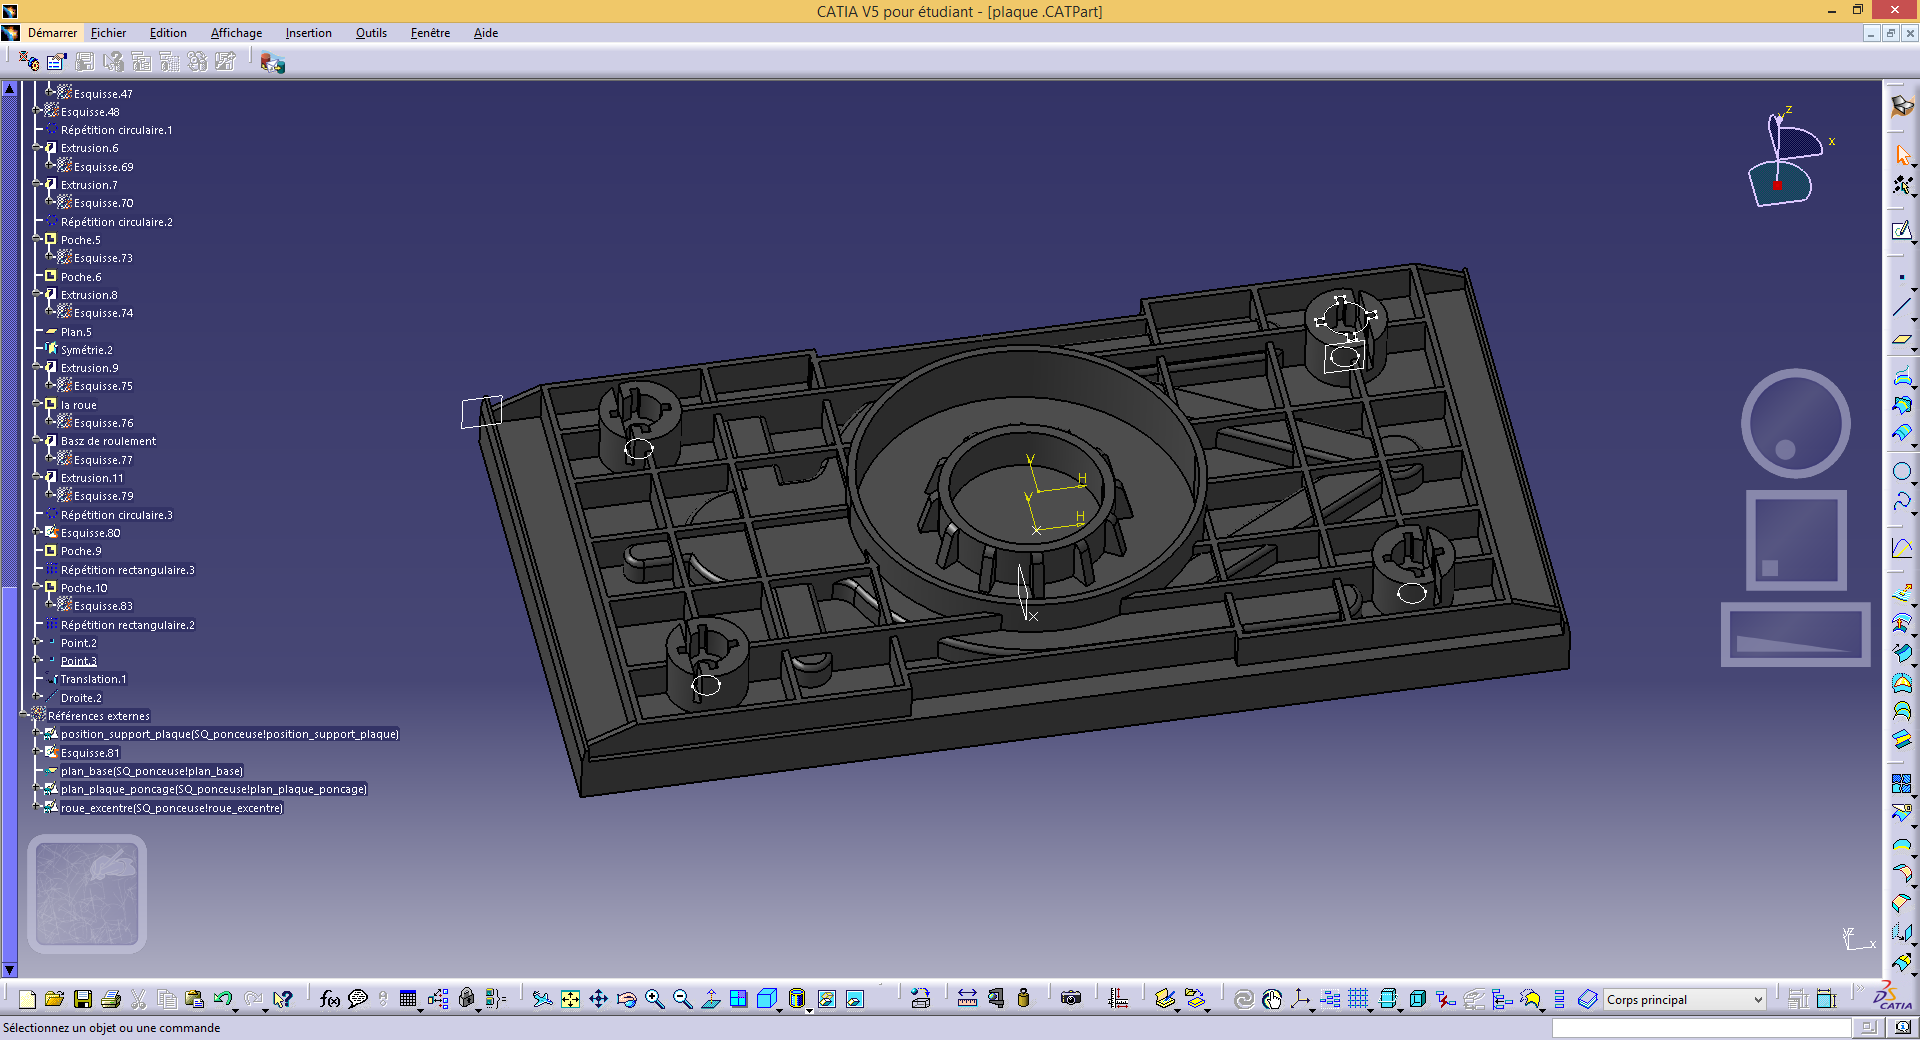 CATIA V5 pour étudiant - [plaque .CATPart]
Démarrer Fichier Edition Affichage Insertion Outils Fenêtre Aide
Esquisse.47
Esquisse.48
Répétition circulaire.1
Extrusion.6
Esquisse.69
Extrusion.7
Esquisse.70
Répétition circulaire.2
Poche.5
Esquisse.73
Poche.6
Extrusion.8
Esquisse.74
Plan.5
Symétrie.2
Extrusion.9
Esquisse.75
la roue
Esquisse.76
Basz de roulement
Esquisse.77
Extrusion.11
Esquisse.79
Répétition circulaire.3
Esquisse.80
Poche.9
Répétition rectangulaire.3
Poche.10
Esquisse.83
Répétition rectangulaire.2
Point.2
Point.3
Translation.1
Droite.2
Références externes
position_support_plaque(SQ_ponceuse!position_support_plaque)
Esquisse.81
plan_base(SQ_ponceuse!plan_base)
plan_plaque_poncage(SQ_ponceuse!plan_plaque_poncage)
roue_excentre(SQ_ponceuse!roue_excentre)
z
x
V
H
V
H
x
f(x)
Corps principal
CATIA
Sélectionnez un objet ou une commande